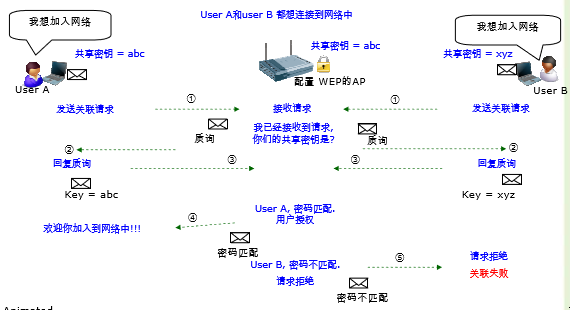 User A和user B 都想连接到网络中
我想加入网络
我想加入网络
共享密钥 = abc
共享密钥 = abc
共享密钥 = xyz
User A
配置 WEP的AP
User B
发送关联请求
①
接收请求
①
发送关联请求
质询
我已经接收到请求,
你们的共享密钥是?
质询
②
②
回复质询
③
③
回复质询
Key = abc
Key = xyz
④
User A, 密码匹配.
用户授权
欢迎你加入到网络中!!!
密码匹配
User B, 密码不匹配.
请求拒绝
⑤
请求拒绝
关联失败
密码不匹配
Animated